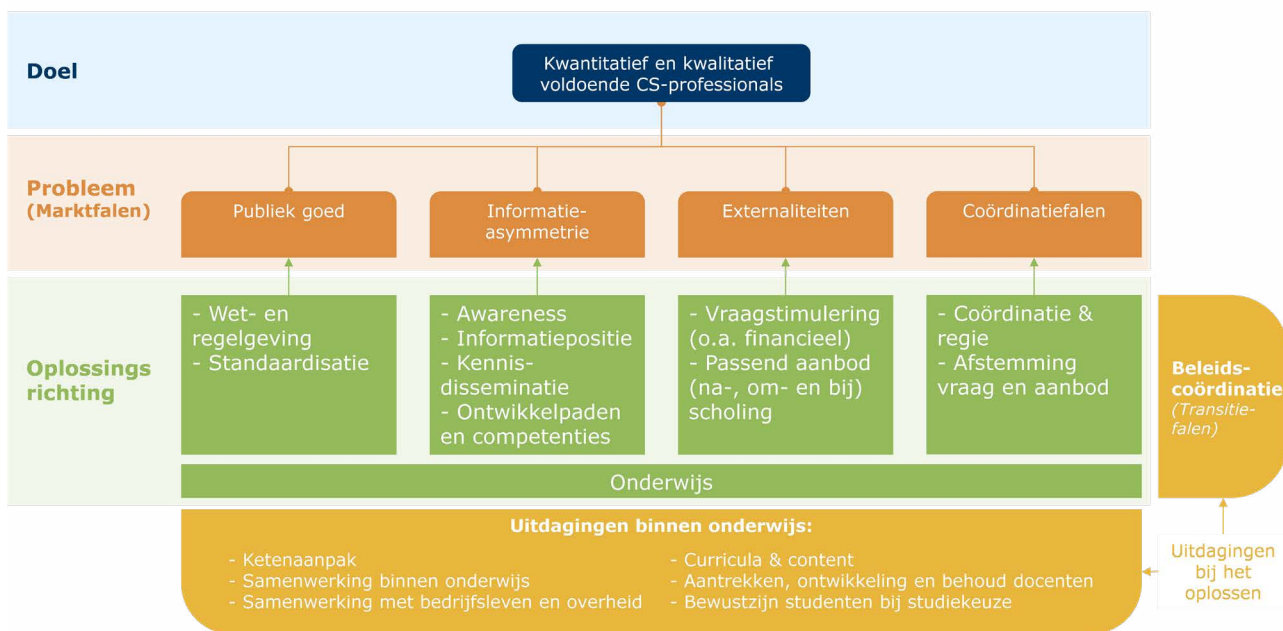 Doel
Kwantitatief en kwalitatief
voldoende CS-professionals
Probleem
(Marktfalen)
Publiek goed
Informatie-
asymmetrie
Externaliteiten
Coördinatiefalen
Oplossings
richting
- Wet- en
regelgeving
- Standaardisatie
- Awareness
- Informatiepositie
- Kennis-
disseminatie
- Ontwikkelpaden
en competenties
- Vraagstimulering
(o.a. financieel)
- Passend aanbod
(na-, om- en bij)
scholing
- Coördinatie &
regie
- Afstemming
vraag en aanbod
Beleids-
coördinatie
(Transitie-
falen)
Onderwijs
Uitdagingen binnen onderwijs:
- Ketenaanpak
- Samenwerking binnen onderwijs
- Samenwerking met bedrijfsleven en overheid
- Curricula & content
- Aantrekken, ontwikkeling en behoud docenten
- Bewustzijn studenten bij studiekeuze
Uitdagingen
bij het
oplossen